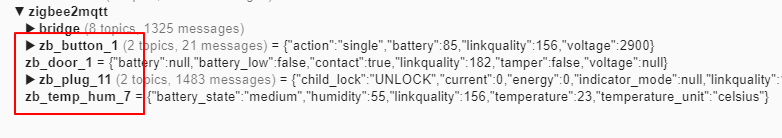 ▼ zigbee2mqtt
▶ bridge (8 topics, 1325 messages)
▶ zb_button_1 (2 topics, 21 messages) = {"action":"single","battery":85,"linkquality":156,"voltage":2900}
zb_door_1 = {"battery":null,"battery_low":false,"contact":true,"linkquality":182,"tamper":false,"voltage":null}
▶ zb_plug_11 (2 topics, 1483 messages) = {"child_lock":"UNLOCK","current":0,"energy":0,"indicator_mode":null,"linkquality":
zb_temp_hum_7 = {"battery_state":"medium","humidity":55,"linkquality":156,"temperature":23,"temperature_unit":"celsius"}